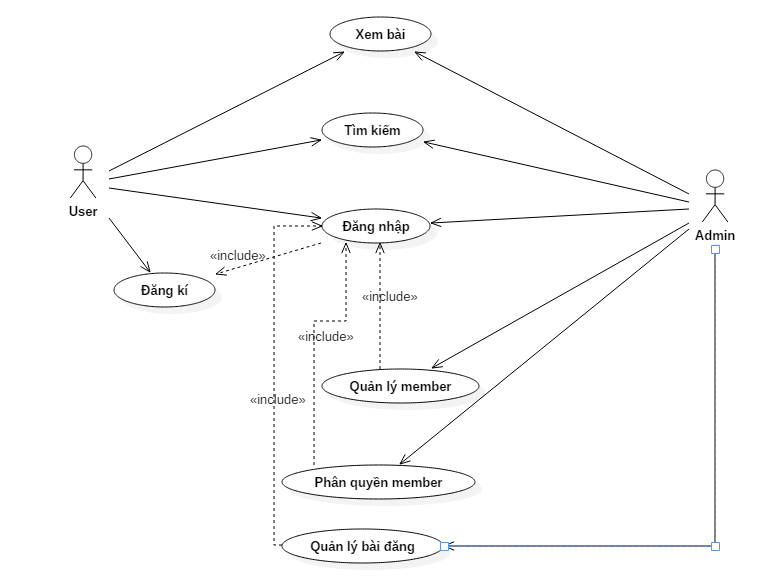 Xem bài
Tìm kiếm
User
Đăng nhập
Admin
«include»
Đăng kí
«include»
«include»
Quản lý member
«include»
Phân quyền member
Quản lý bài đăng